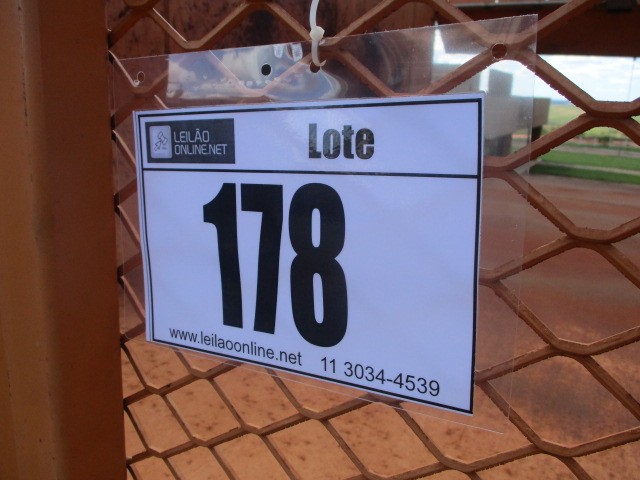 LEILÃO
ONLINE.NET
Lote
178
www.leilaoonline.net 11 3034-4539